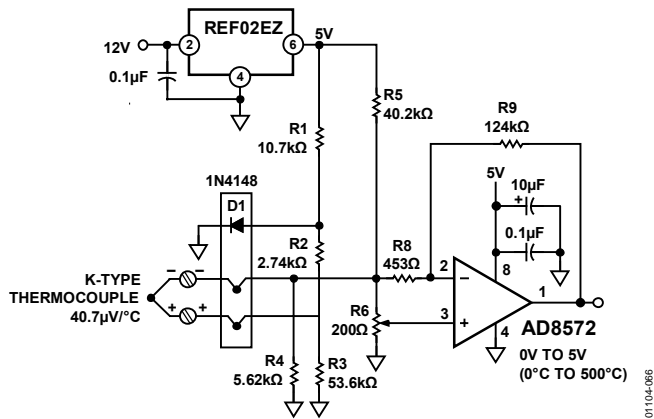 REF02EZ
12V
2
6
5V
4
0.1µF
R5
40.2kΩ
R9
124kΩ
R1
10.7kΩ
5V
10µF
+
1N4148
D1
0.1µF
R2
2.74kΩ
R8
453Ω
8
K-TYPE
THERMOCOUPLE
40.7µV/°C
– –
+ +
2
–
1
R6
200Ω
3
+
4
AD8572
0V TO 5V
(0°C TO 500°C)
R4
5.62kΩ
R3
53.6kΩ
01104-066